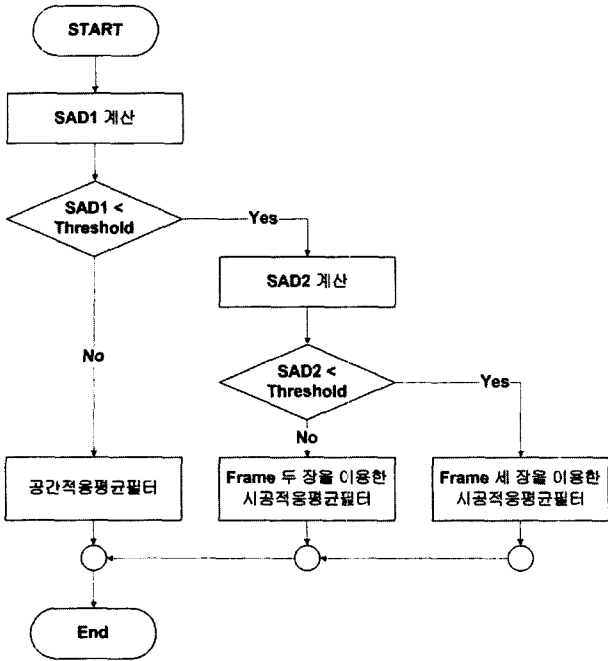 START
SAD1 계산
SAD1 <
Threshold
Yes
SAD2 계산
SAD2 <
Threshold
Yes
No
No
공간적응평균필터
Frame 두 장을 이용한
시공적응평균필터
Frame 세 장을 이용한
시공적응평균필터
End